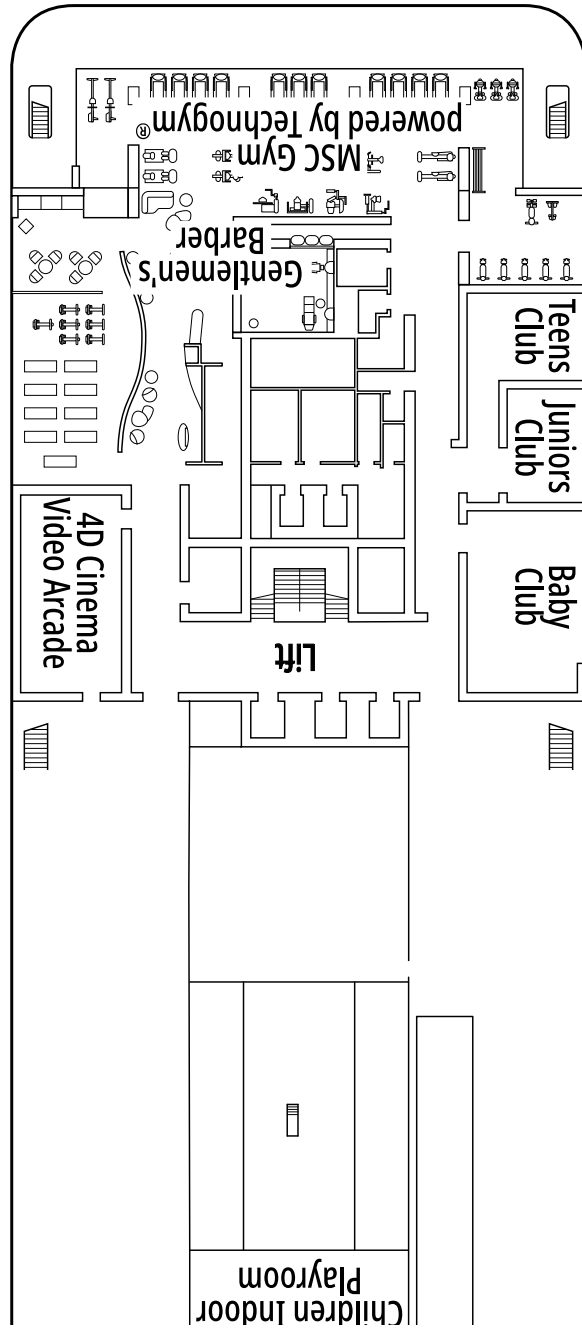 MSC Gym
powered by Technogym®
Gentlemen's
Barber
Teens
Club
Juniors
Club
4D Cinema
Video Arcade
Baby
Club
Lift
Children Indoor
Playroom